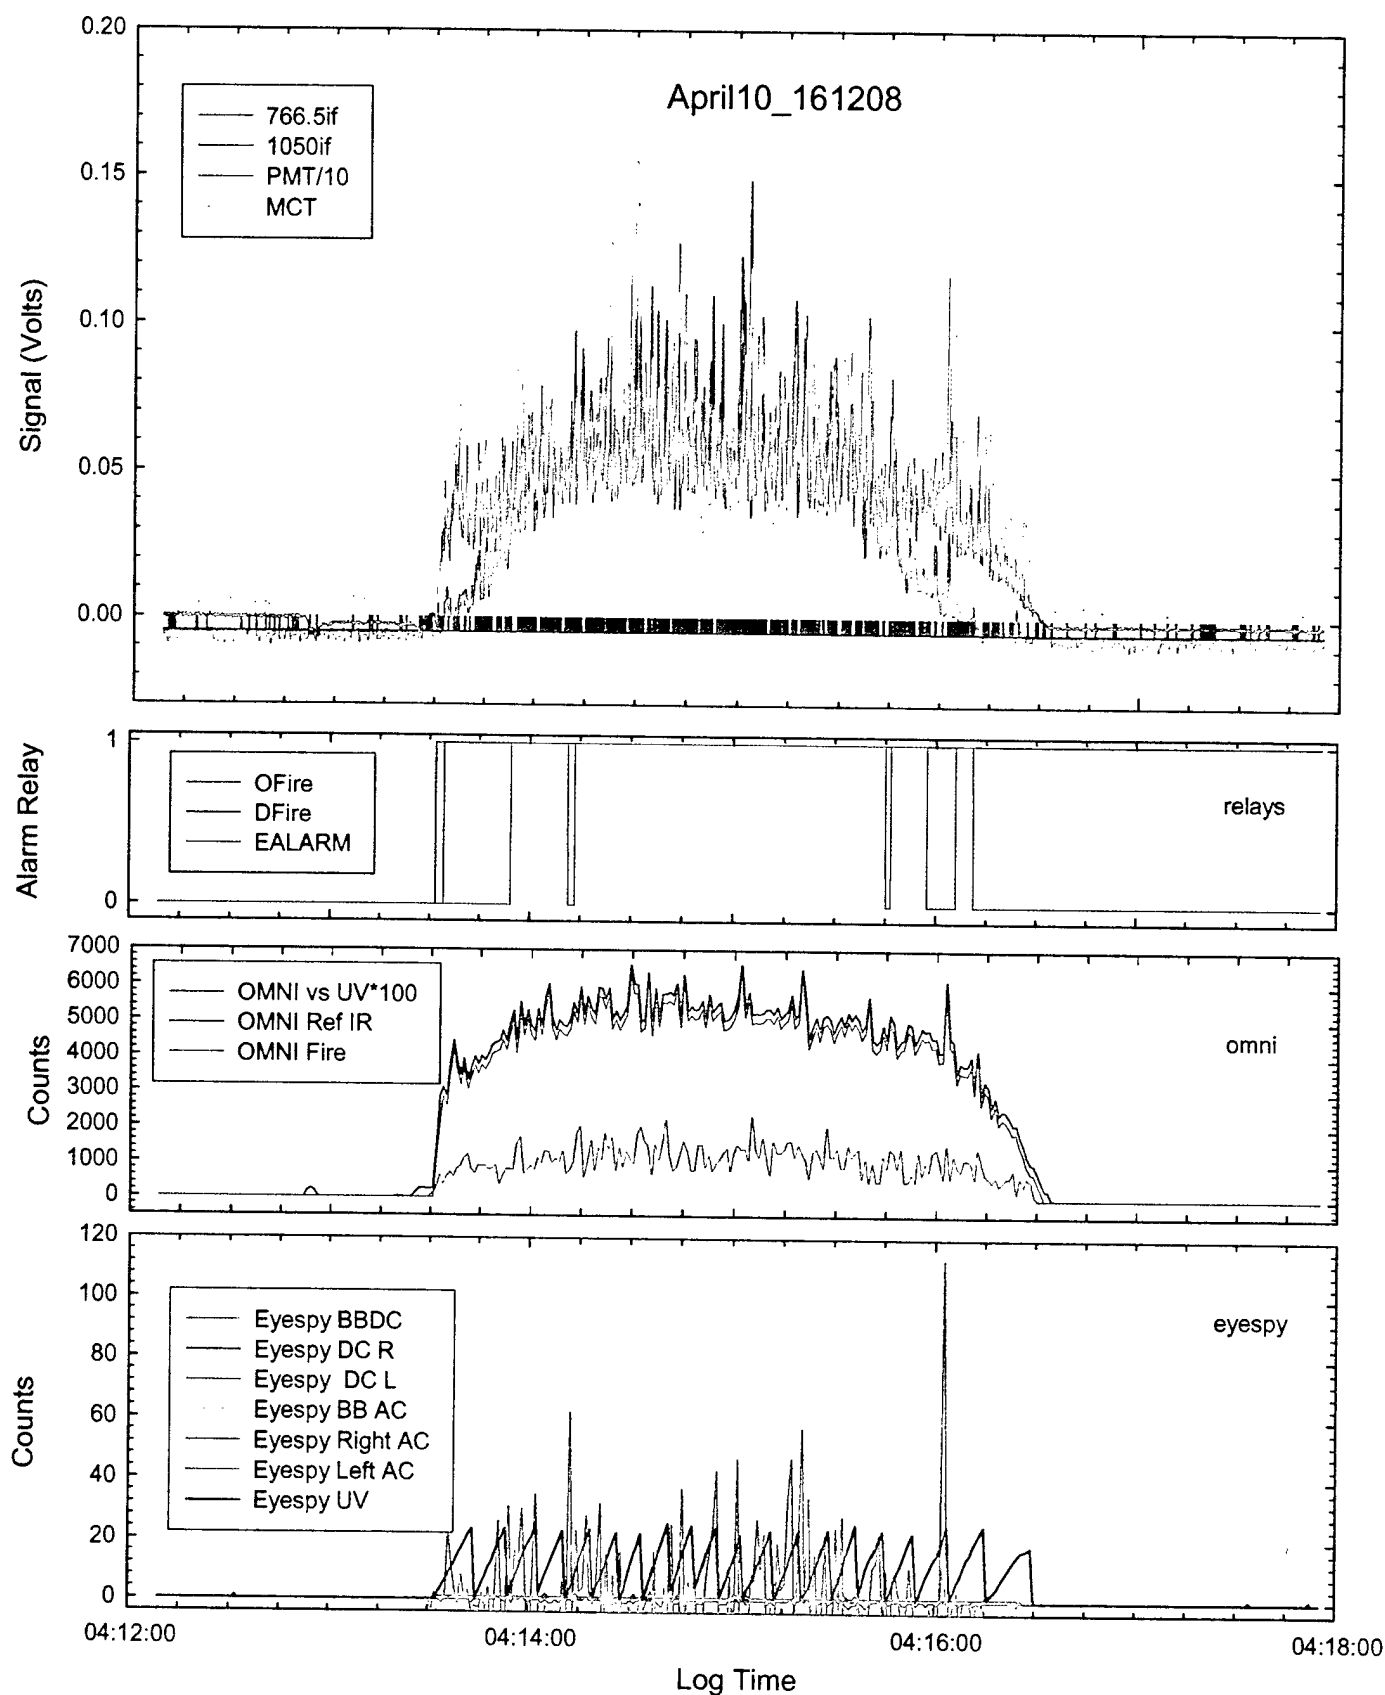 0.20
April10_161208
766.5if
1050if
PMT/10
MCT
0.15
0.10
0.05
0.00
Signal (Volts)
1
0
Alarm Relay
OFire
DFire
EALARM
relays
7000
6000
5000
4000
3000
2000
1000
0
Counts
OMNI vs UV*100
OMNI Ref IR
OMNI Fire
omni
120
100
80
60
40
20
0
Counts
Eyespy BBDC
Eyespy DC R
Eyespy DC L
Eyespy BB AC
Eyespy Right AC
Eyespy Left AC
Eyespy UV
eyespy
04:12:00 04:14:00 04:16:00 04:18:00
Log Time